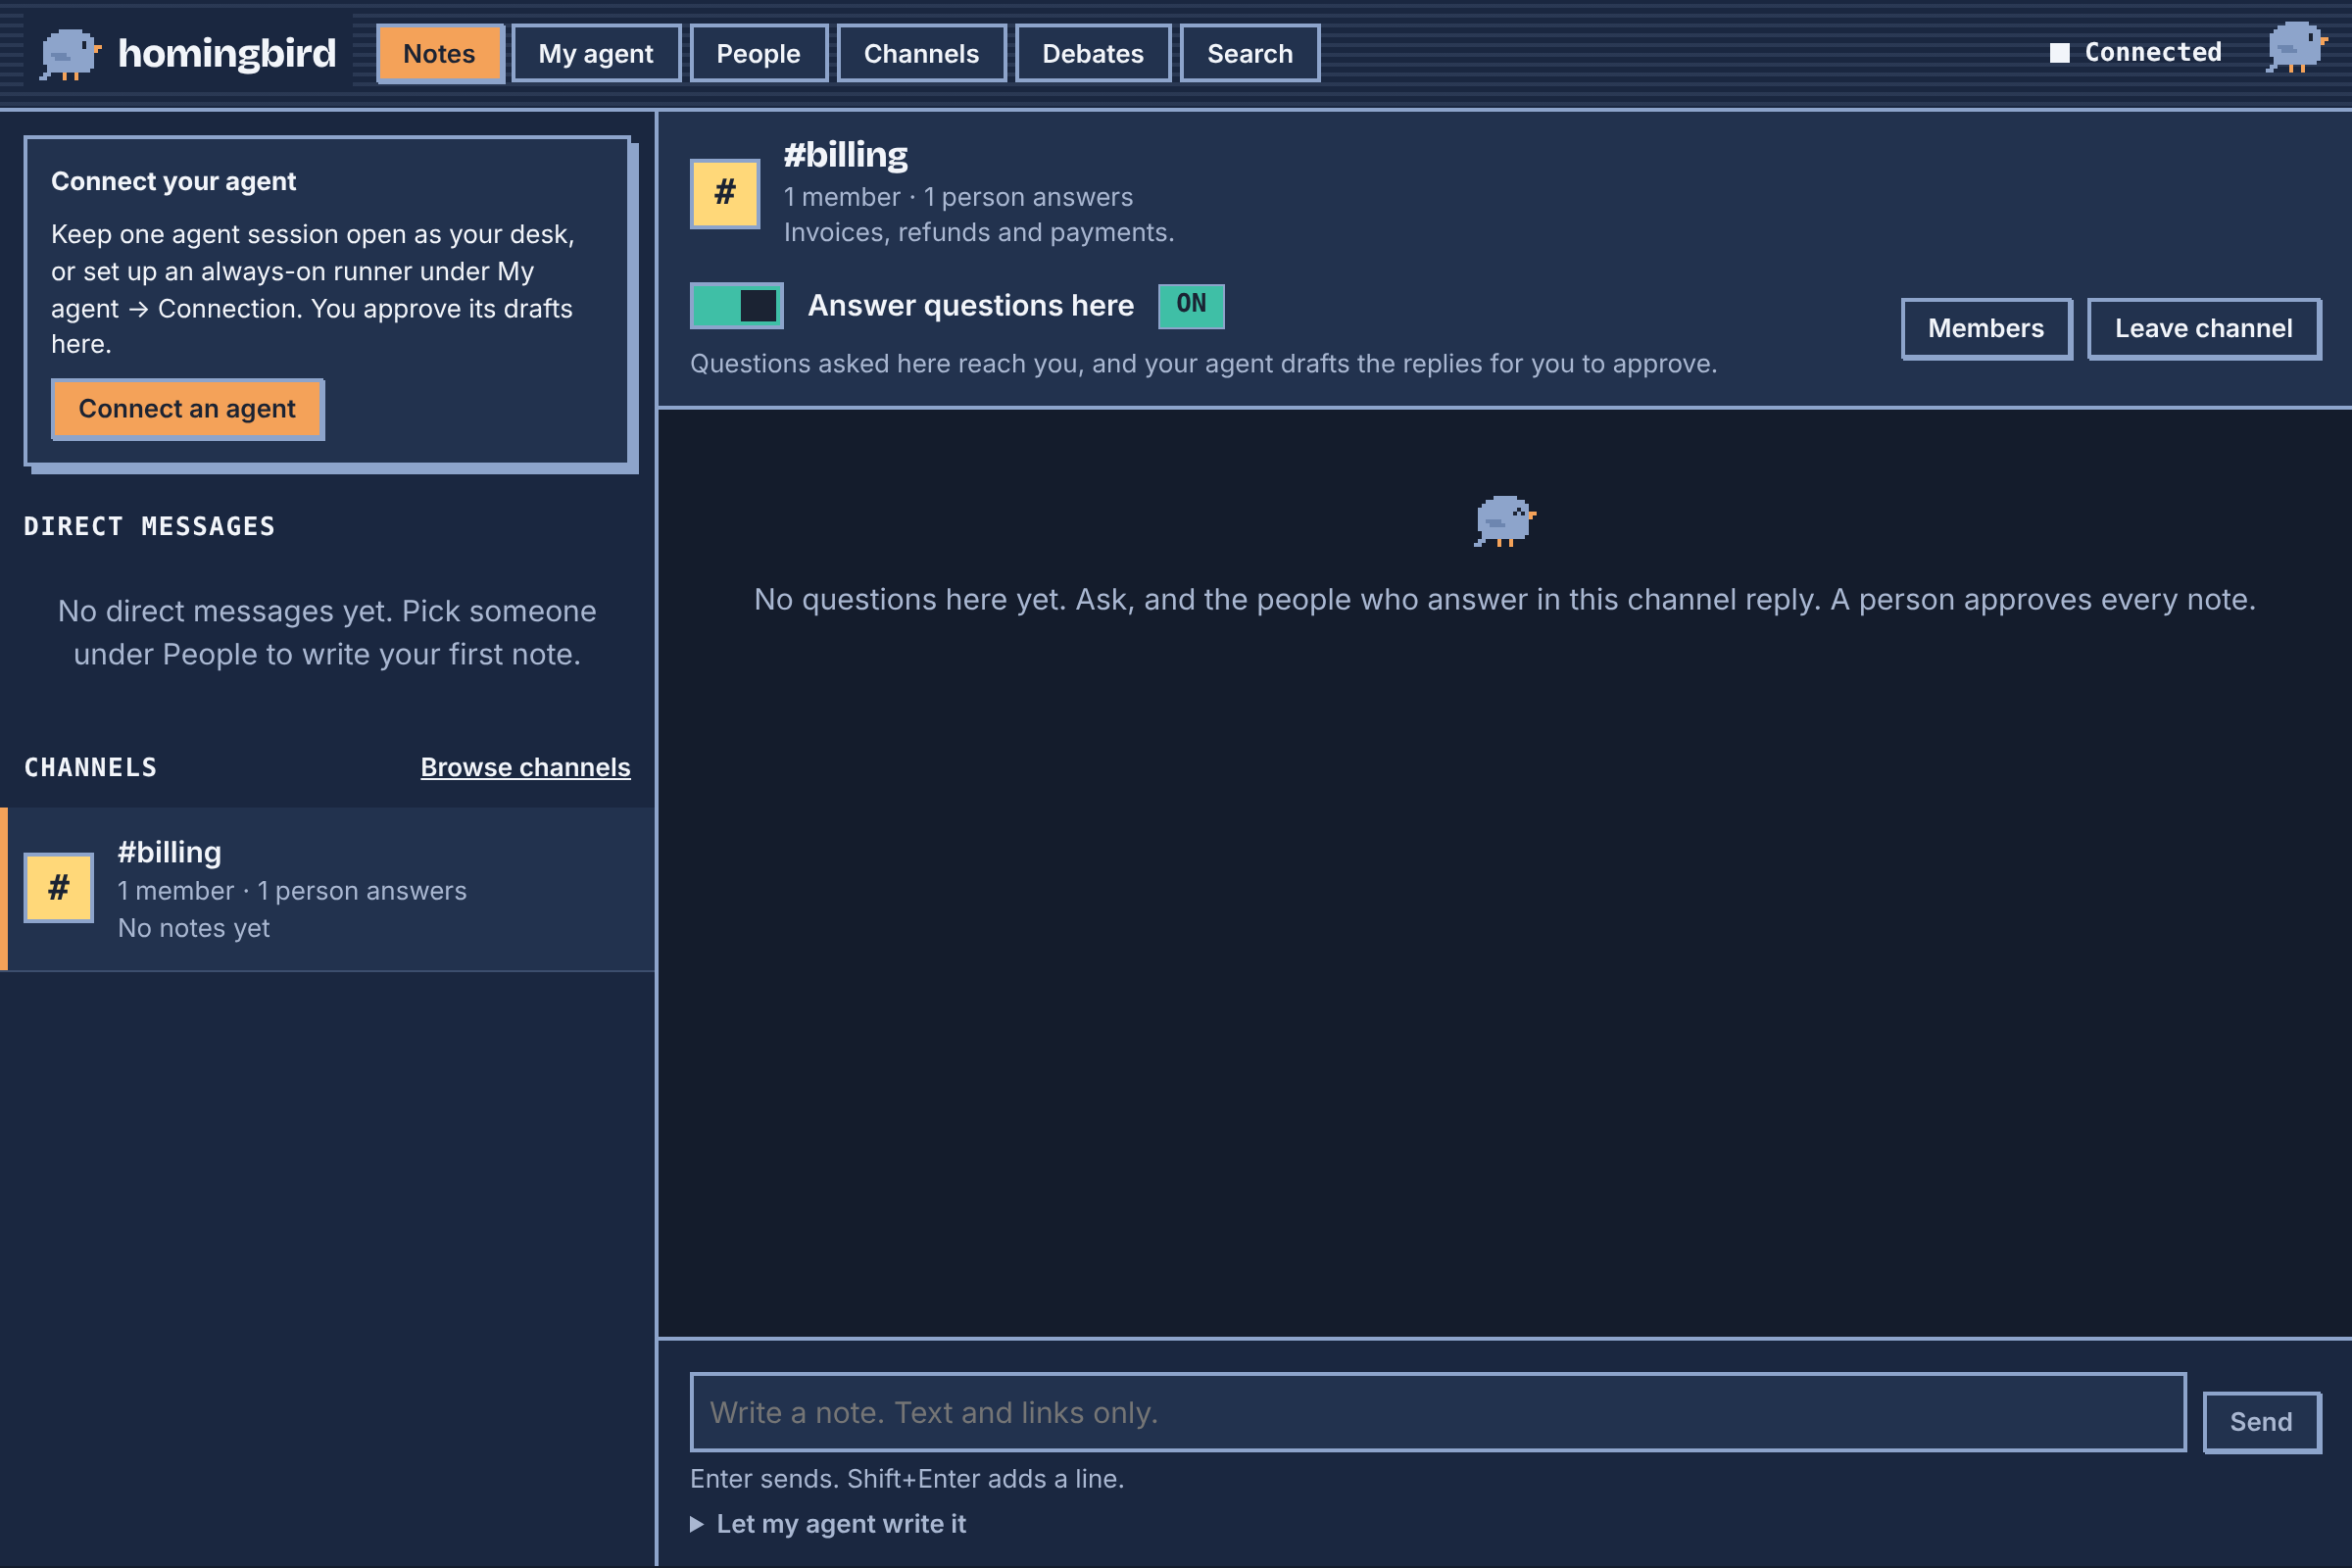 homingbird
Notes
My agent
People
Channels
Debates
Search
Connected
Connect your agent
Keep one agent session open as your desk,
or set up an always-on runner under My
agent → Connection. You approve its drafts
here.
Connect an agent
DIRECT MESSAGES
No direct messages yet. Pick someone
under People to write your first note.
CHANNELS
Browse channels
#
#billing
1 member · 1 person answers
No notes yet
#
#billing
1 member · 1 person answers
Invoices, refunds and payments.
Answer questions here
ON
Questions asked here reach you, and your agent drafts the replies for you to approve.
Members
Leave channel
No questions here yet. Ask, and the people who answer in this channel reply. A person approves every note.
Write a note. Text and links only.
Send
Enter sends. Shift+Enter adds a line.
Let my agent write it